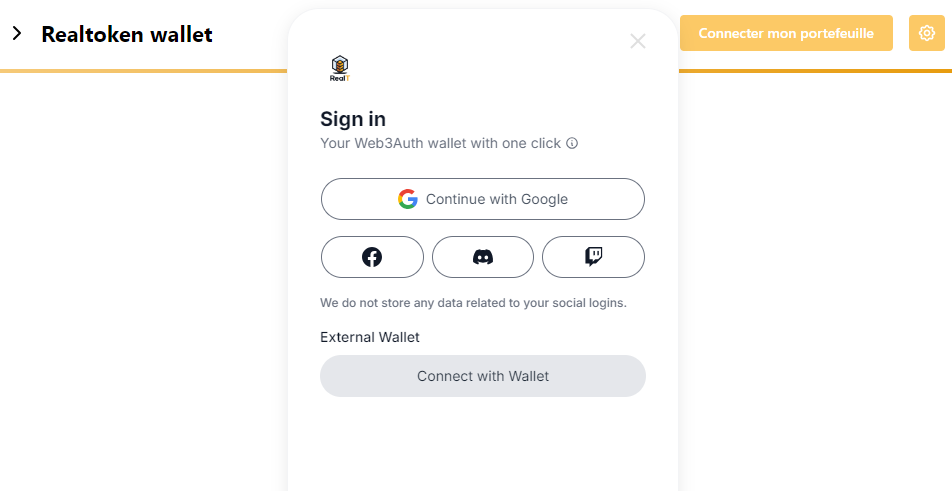 Realtoken wallet
Connecter mon portefeuille
RealT
Sign in
Your Web3Auth wallet with one click
Continue with Google
We do not store any data related to your social logins.
External Wallet
Connect with Wallet